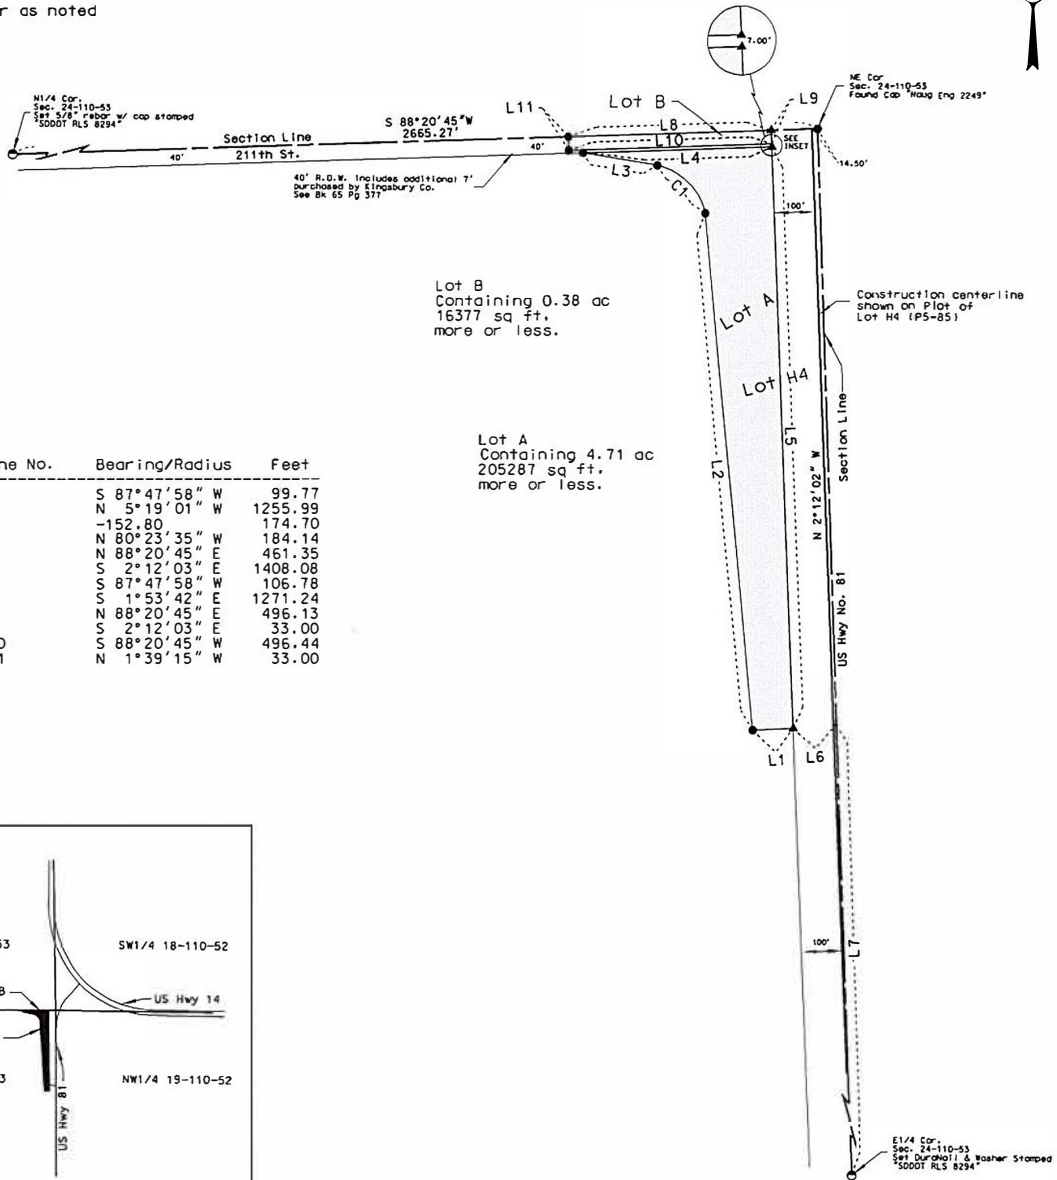 r as noted
7.00'
N1/4 Cor.
Sec. 24-110-53
Set 5/8" rebar w/ cap stamped
"SDDOT RLS 8294"
NE Cor
Sec. 24-110-53
Found Cap "Haug Eng 2249"
L11
Lot B
L9
S 88°20'45"W
2665.27'
L8
Section Line
40'
211th St.
40'
L10
SEE
INSET
L3
L4
14.50'
40' R.O.W. Includes additional 7'
purchased by Kingsbury Co.
See Bk 65 Pg 377
C1
100'
Lot B
Containing 0.38 ac
16377 sq ft.
more or less.
Lot A
Construction centerline
shown on Plat of
Lot H4 (P5-85)
Lot H4
Section Line
Lot A
Containing 4.71 ac
205287 sq ft.
more or less.
L2
L5
N 2°12'02" W
US Hwy No. 81
ne No. Bearing/Radius Feet
S 87°47'58" W 99.77
N 5°19'01" W 1255.99
-152.80 174.70
N 80°23'35" W 184.14
N 88°20'45" E 461.35
S 2°12'03" E 1408.08
S 87°47'58" W 106.78
S 1°53'42" E 1271.24
N 88°20'45" E 496.13
S 2°12'03" E 33.00
0 S 88°20'45" W 496.44
1 N 1°39'15" W 33.00
L1
L6
L7
100'
53
SW1/4 18-110-52
B
US Hwy 14
3
NW1/4 19-110-52
US Hwy 81
E1/4 Cor.
Sec. 24-110-53
Set DuraNail & Washer Stamped
"SDDOT RLS 8294"